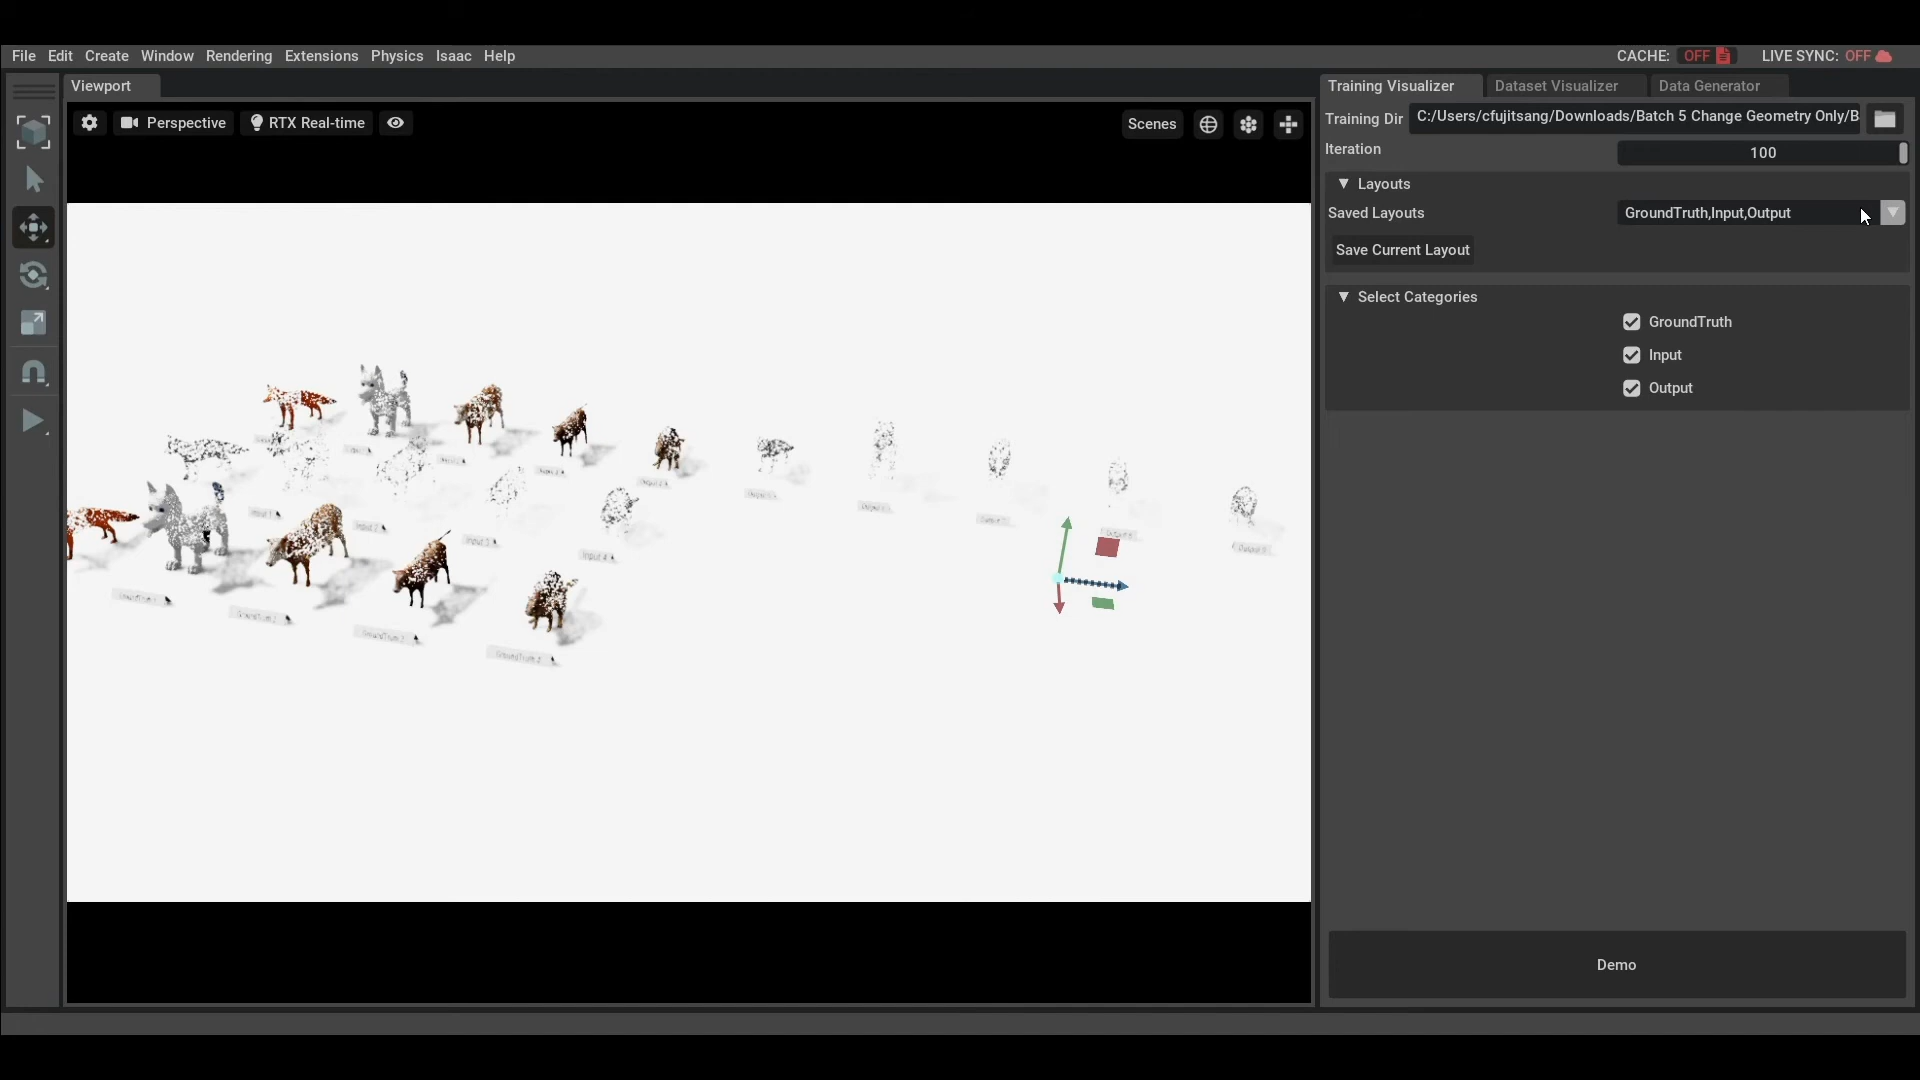 File Edit Create Window Rendering Extensions Physics Isaac Help
CACHE: OFF LIVE SYNC: OFF
Viewport
Training Visualizer Dataset Visualizer Data Generator
Perspective RTX Real-time Scenes
Training Dir C:/Users/cfujitsang/Downloads/Batch 5 Change Geometry Only/B
Iteration 100
Layouts
Saved Layouts GroundTruth,Input,Output
Save Current Layout
Select Categories
GroundTruth
Input
Output
Demo